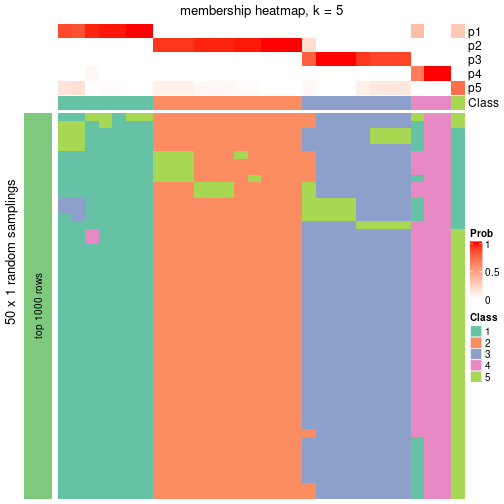 membership heatmap, k = 5
p1
p2
p3
p4
p5
Class
50 x 1 random samplings
top 1000 rows
Prob
1
0.5
0
Class
1
2
3
4
5